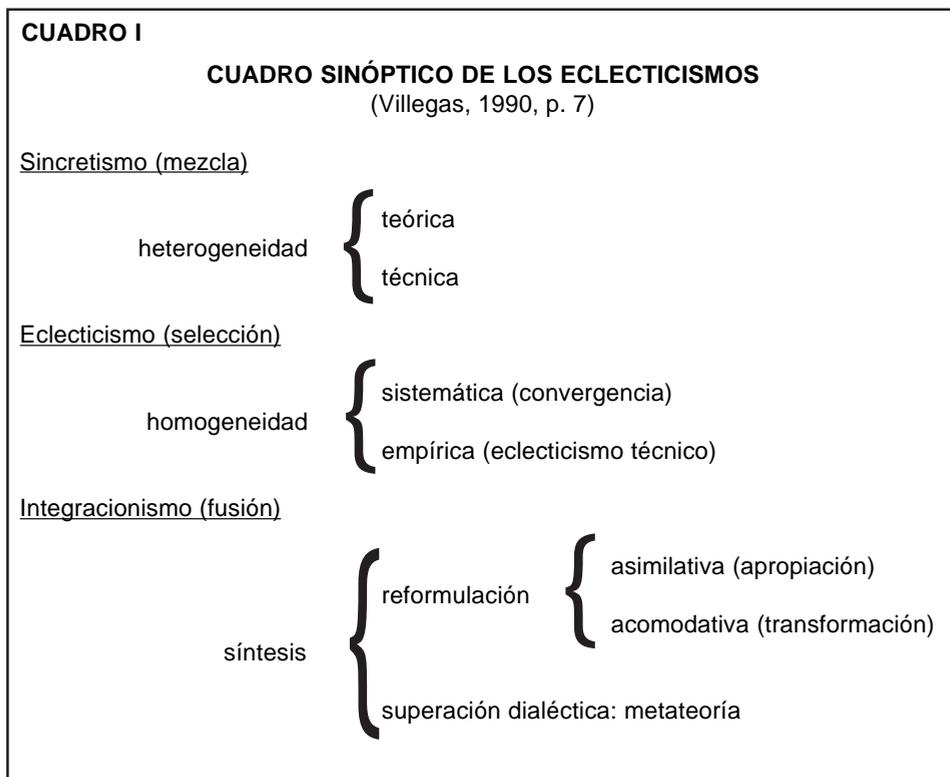 CUADRO I
CUADRO SINÓPTICO DE LOS ECLECTICISMOS
(Villegas, 1990, p. 7)
Sincretismo (mezcla)
teórica
heterogeneidad
técnica
Eclecticismo (selección)
sistemática (convergencia)
homogeneidad
empírica (eclecticismo técnico)
Integracionismo (fusión)
asimilativa (apropiación)
reformulación
acomodativa (transformación)
síntesis
superación dialéctica: metateoría